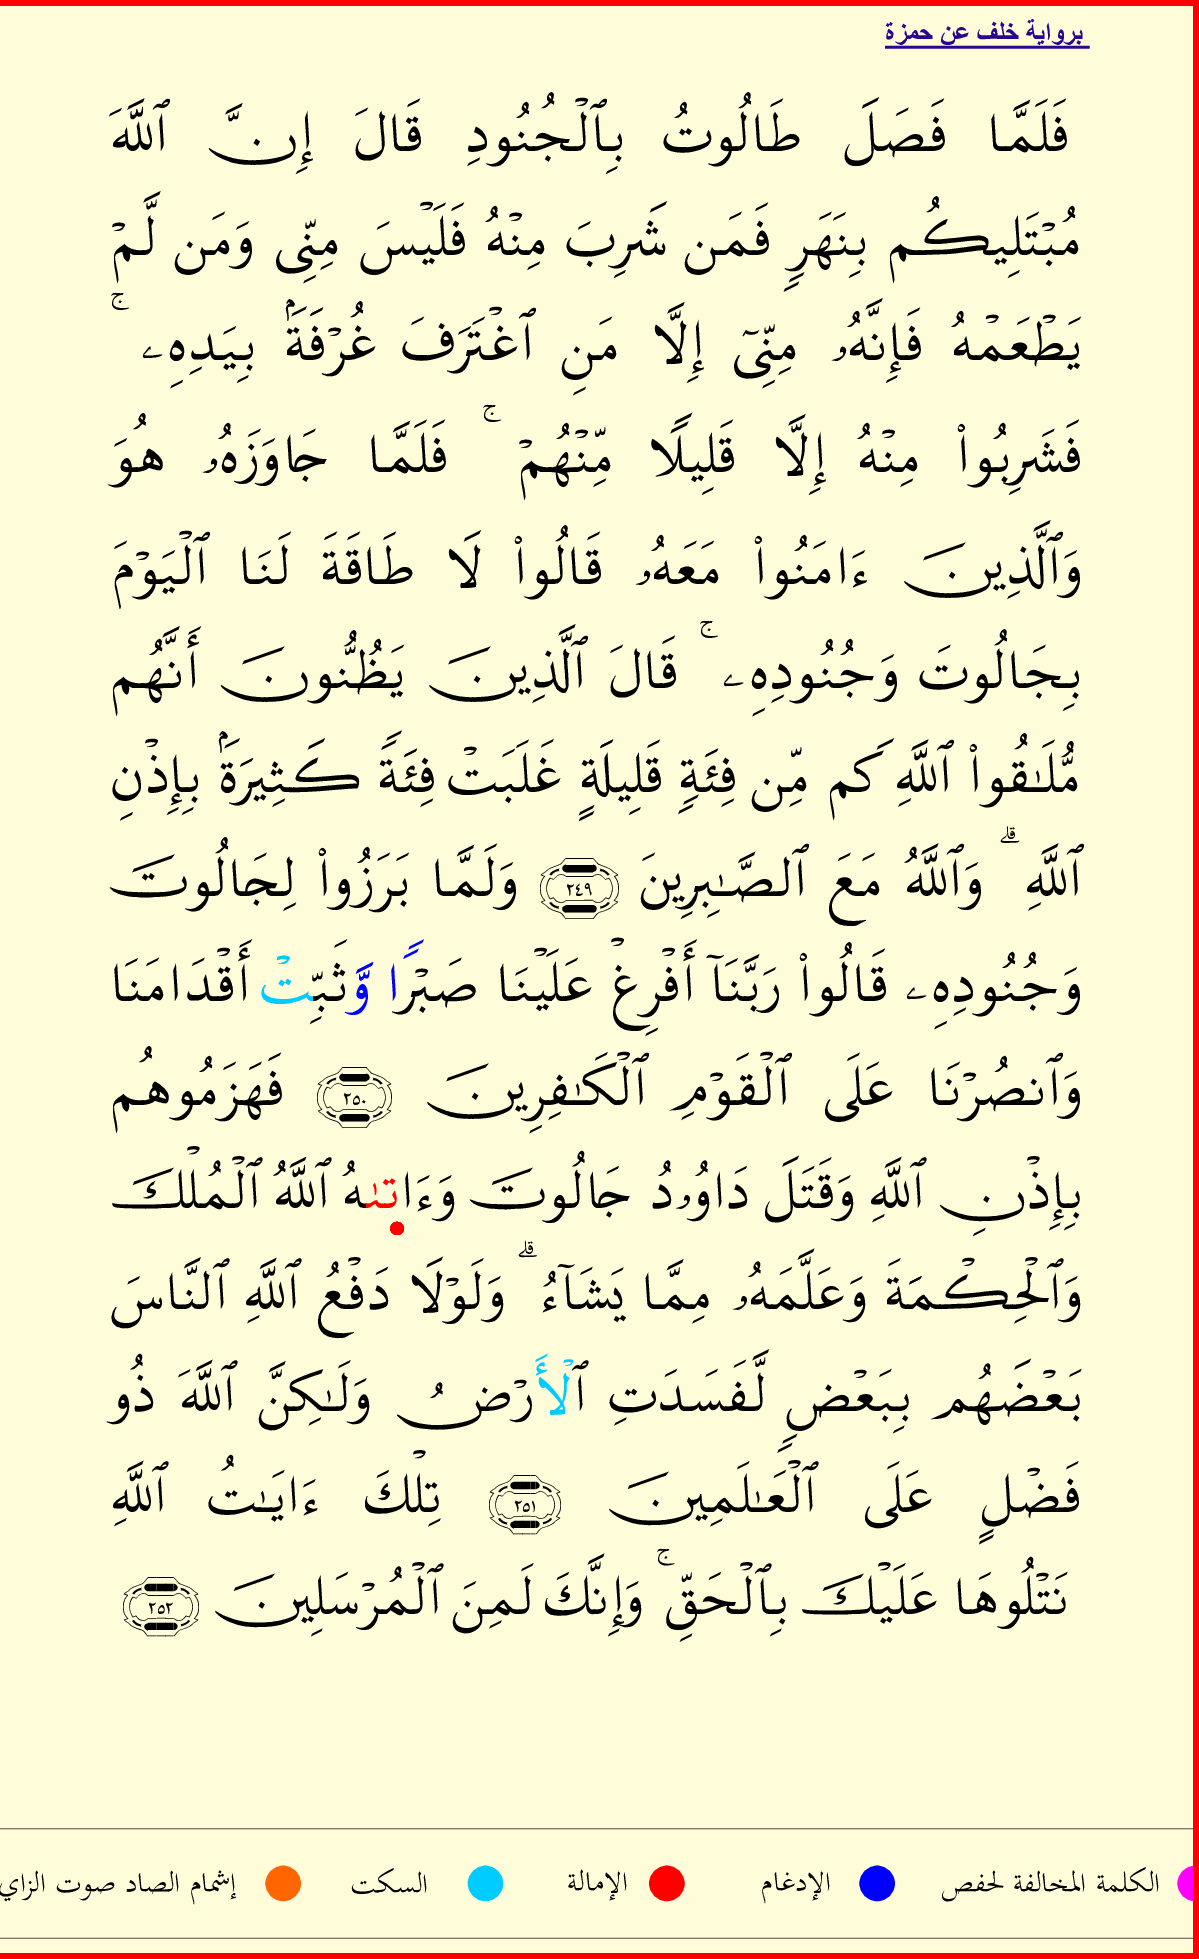 برواية خلف عن حمزة
فَلَمَّا فَصَلَ طَالُوتُ بِٱلْجُنُودِ قَالَ إِنَّ ٱللَّهَ
مُبْتَلِيكُم بِنَهَرٍ فَمَن شَرِبَ مِنْهُ فَلَيْسَ مِنِّى وَمَن لَّمْ
يَطْعَمْهُ فَإِنَّهُۥ مِنِّىٓ إِلَّا مَنِ ٱغْتَرَفَ غُرْفَةَۢ بِيَدِهِۦ ۚ
فَشَرِبُوا۟ مِنْهُ إِلَّا قَلِيلًا مِّنْهُمْ ۚ فَلَمَّا جَاوَزَهُۥ هُوَ
وَٱلَّذِينَ ءَامَنُوا۟ مَعَهُۥ قَالُوا۟ لَا طَاقَةَ لَنَا ٱلْيَوْمَ
بِجَالُوتَ وَجُنُودِهِۦ ۚ قَالَ ٱلَّذِينَ يَظُنُّونَ أَنَّهُم
مُّلَـٰقُوا۟ ٱللَّهِ كَم مِّن فِئَةٍ قَلِيلَةٍ غَلَبَتْ فِئَةً كَثِيرَةَۢ بِإِذْنِ
ٱللَّهِ ۗ وَٱللَّهُ مَعَ ٱلصَّـٰبِرِينَ ٢٤٩ وَلَمَّا بَرَزُوا۟ لِجَالُوتَ
وَجُنُودِهِۦ قَالُوا۟ رَبَّنَآ أَفْرِغْ عَلَيْنَا صَبْرًا وَّثَبِّتْ أَقْدَامَنَا
وَٱنصُرْنَا عَلَى ٱلْقَوْمِ ٱلْكَـٰفِرِينَ ٢٥٠ فَهَزَمُوهُم
بِإِذْنِ ٱللَّهِ وَقَتَلَ دَاوُۥدُ جَالُوتَ وَءَاتَىٰهُ ٱللَّهُ ٱلْمُلْكَ
وَٱلْحِكْمَةَ وَعَلَّمَهُۥ مِمَّا يَشَآءُ ۗ وَلَوْلَا دَفْعُ ٱللَّهِ ٱلنَّاسَ
بَعْضَهُم بِبَعْضٍ لَّفَسَدَتِ ٱلْأَرْضُ وَلَـٰكِنَّ ٱللَّهَ ذُو
فَضْلٍ عَلَى ٱلْعَـٰلَمِينَ ٢٥١ تِلْكَ ءَايَـٰتُ ٱللَّهِ
نَتْلُوهَا عَلَيْكَ بِٱلْحَقِّ ۚ وَإِنَّكَ لَمِنَ ٱلْمُرْسَلِينَ ٢٥٢
الكلمة المخالفة لحفص الإدغام الإمالة السكت إشمام الصاد صوت الزاي